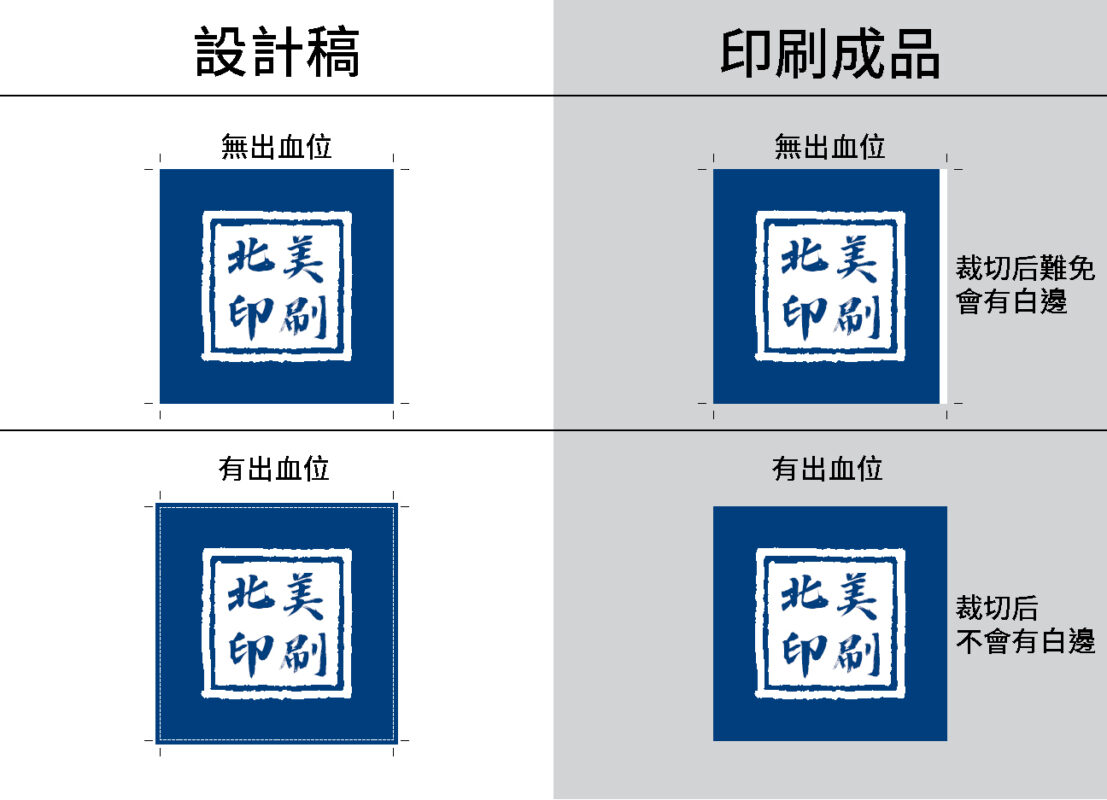 設計稿
印刷成品
無出血位
無出血位
北美
印刷
北美
印刷
裁切后難免
會有白邊
有出血位
有出血位
北美
印刷
北美
印刷
裁切后
不會有白邊